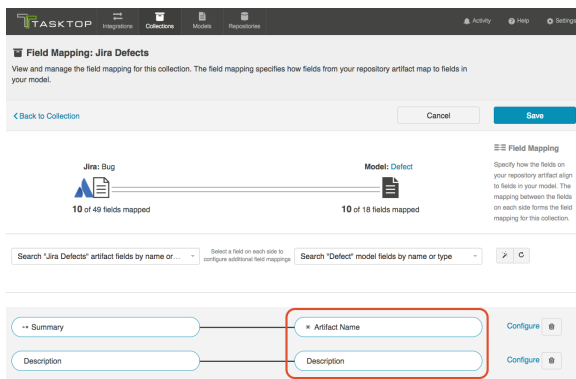 TASKTOP
Integrations
Collections
Models
Repositories
Activity
Help
Settings
Field Mapping: Jira Defects
View and manage the field mapping for this collection. The field mapping specifies how fields from your repository artifact map to fields in
your model.
Back to Collection
Cancel
Save
Field Mapping
Specify how the fields on
your repository artifact align
to fields in your model. The
mapping between the fields
on each side forms the field
mapping for this collection.
Jira: Bug
Model: Defect
10 of 49 fields mapped
10 of 18 fields mapped
Search "Jira Defects" artifact fields by name or…
Select a field on each side to
configure additional field mappings
Search "Defect" model fields by name or type
Summary
Artifact Name
Configure
Description
Description
Configure